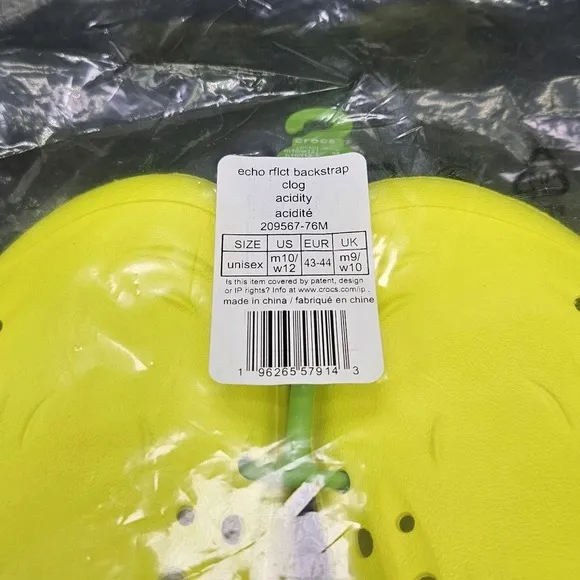 crocs
echo rflct backstrap
clog
acidity
acidité
209567-76M
SIZE US EUR UK
unisex m10/w12 43-44 m9/w10
Is this item covered by patent, design
or IP rights? Info at www.crocs.com/ip.
made in china / fabriqué en chine
1 96265 57914 3